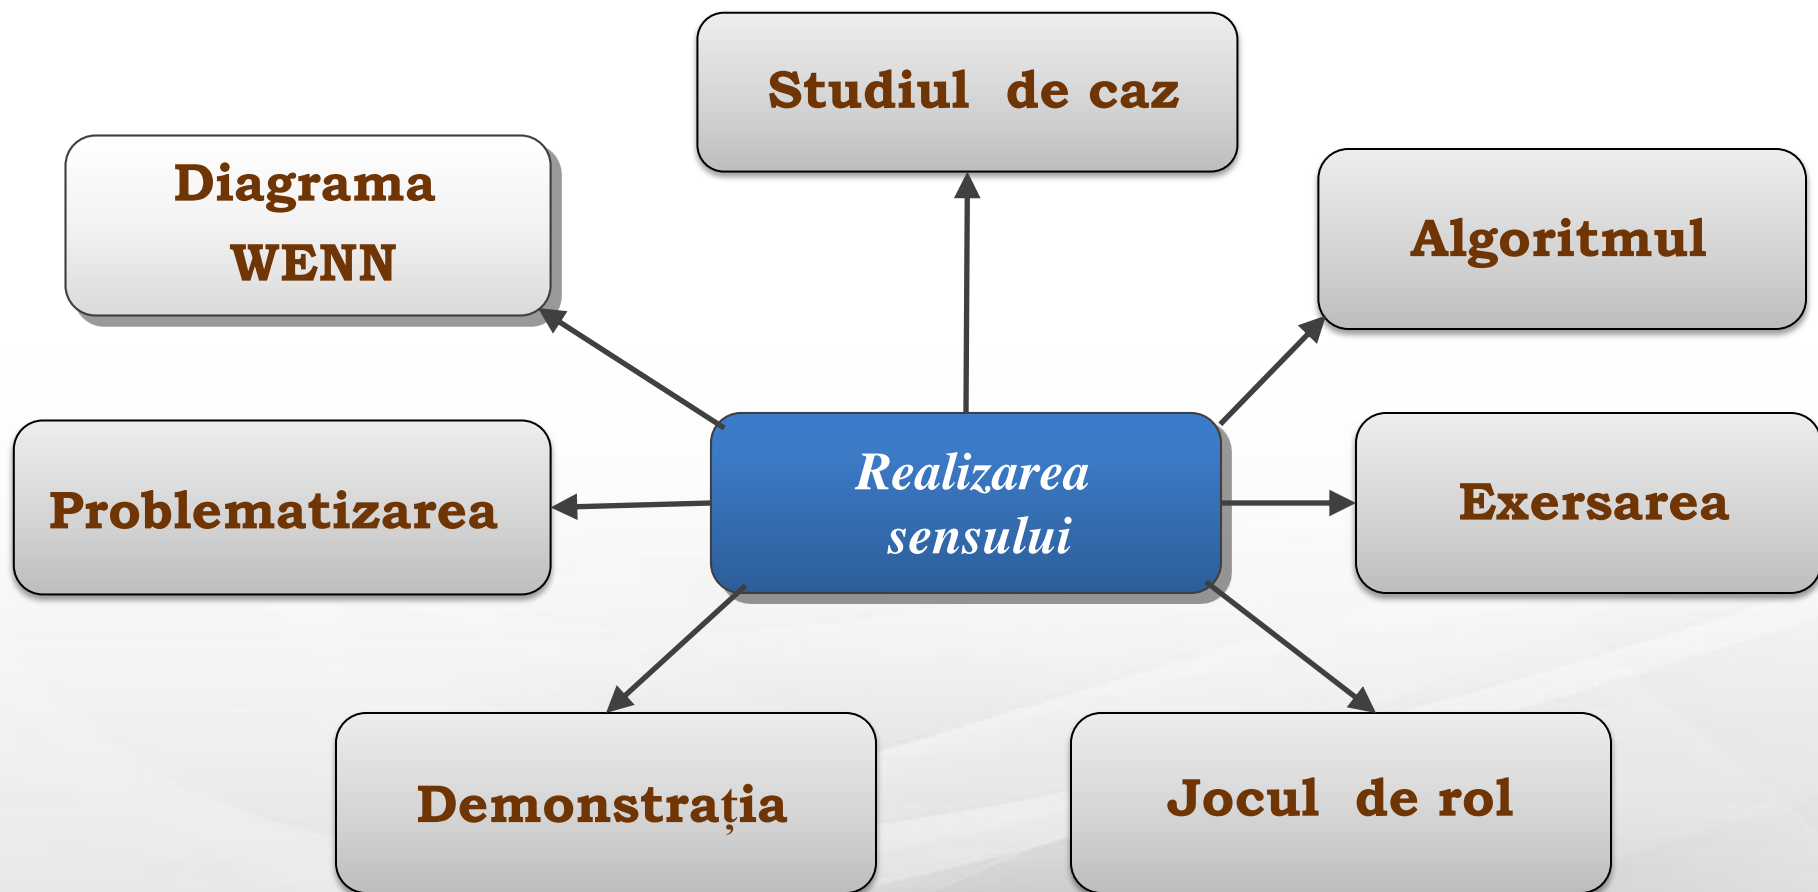 Studiul de caz
Diagrama
WENN
Algoritmul
Realizarea
sensului
Problematizarea
Exersarea
Demonstrația
Jocul de rol